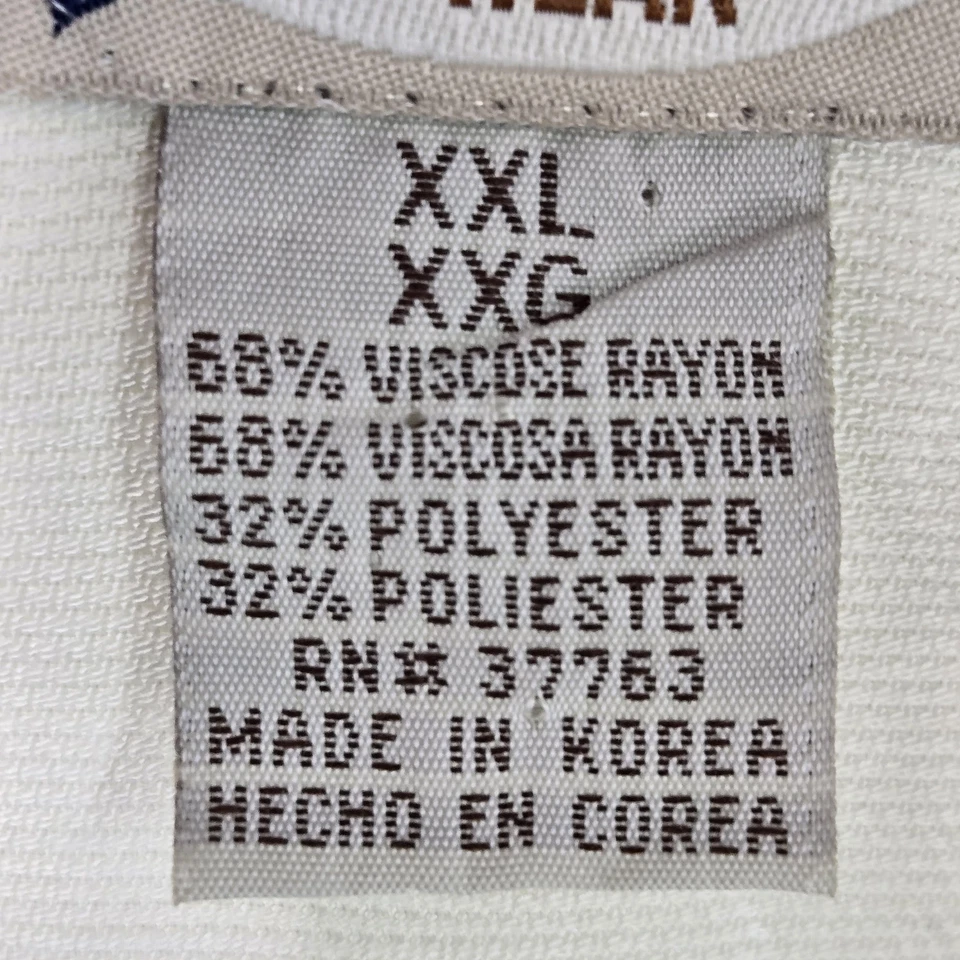 WEAR
XXL
XXG
68% VISCOSE RAYON
68% VISCOSA RAYON
32% POLYESTER
32% POLIESTER
RN# 37763
MADE IN KOREA
HECHO EN COREA